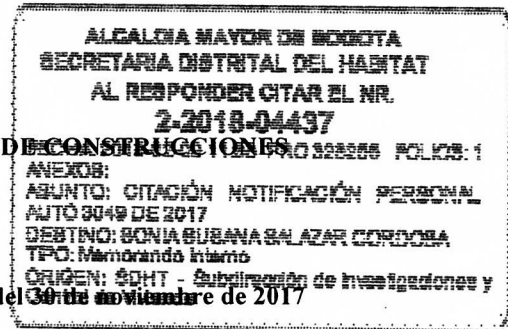 ALCALDIA MAYOR DE BOGOTA
SECRETARIA DISTRITAL DEL HABITAT
AL RESPONDER CITAR EL NR.
2-2018-04437
DE CONSTRUCCIONES FOLIOS: 1
ANEXOS:
ASUNTO: CITACIÓN NOTIFICACIÓN PERSONAL
AUTO 3049 DE 2017
DESTINO: SONIA SUSANA SALAZAR CORDOBA
TIPO: Memorando interno
ORIGEN: SDHT - Subdirección de Investigaciones y
del 30 de noviembre de 2017